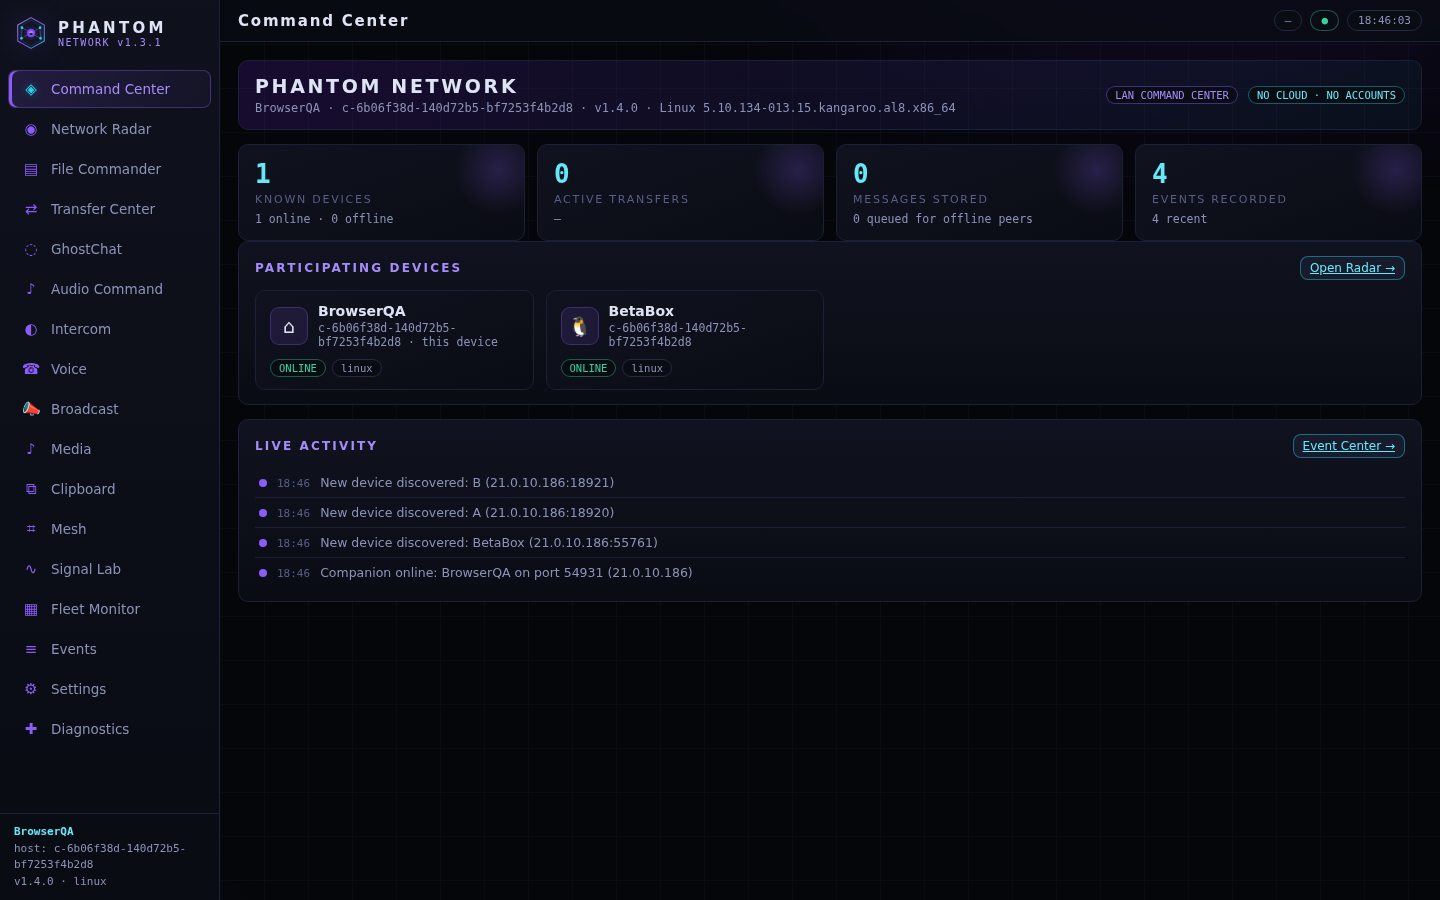 PHANTOM
NETWORK v1.3.1
Command Center
Network Radar
File Commander
Transfer Center
GhostChat
Audio Command
Intercom
Voice
Broadcast
Media
Clipboard
Mesh
Signal Lab
Fleet Monitor
Events
Settings
Diagnostics
BrowserQA
host: c-6b06f38d-140d72b5-
bf7253f4b2d8
v1.4.0 · linux
Command Center
—
18:46:03
PHANTOM NETWORK
BrowserQA · c-6b06f38d-140d72b5-bf7253f4b2d8 · v1.4.0 · Linux 5.10.134-013.15.kangaroo.al8.x86_64
LAN COMMAND CENTER
NO CLOUD · NO ACCOUNTS
1
KNOWN DEVICES
1 online · 0 offline
0
ACTIVE TRANSFERS
—
0
MESSAGES STORED
0 queued for offline peers
4
EVENTS RECORDED
4 recent
PARTICIPATING DEVICES
Open Radar →
BrowserQA
c-6b06f38d-140d72b5-
bf7253f4b2d8 · this device
ONLINE linux
BetaBox
c-6b06f38d-140d72b5-
bf7253f4b2d8
ONLINE linux
LIVE ACTIVITY
Event Center →
18:46 New device discovered: B (21.0.10.186:18921)
18:46 New device discovered: A (21.0.10.186:18920)
18:46 New device discovered: BetaBox (21.0.10.186:55761)
18:46 Companion online: BrowserQA on port 54931 (21.0.10.186)